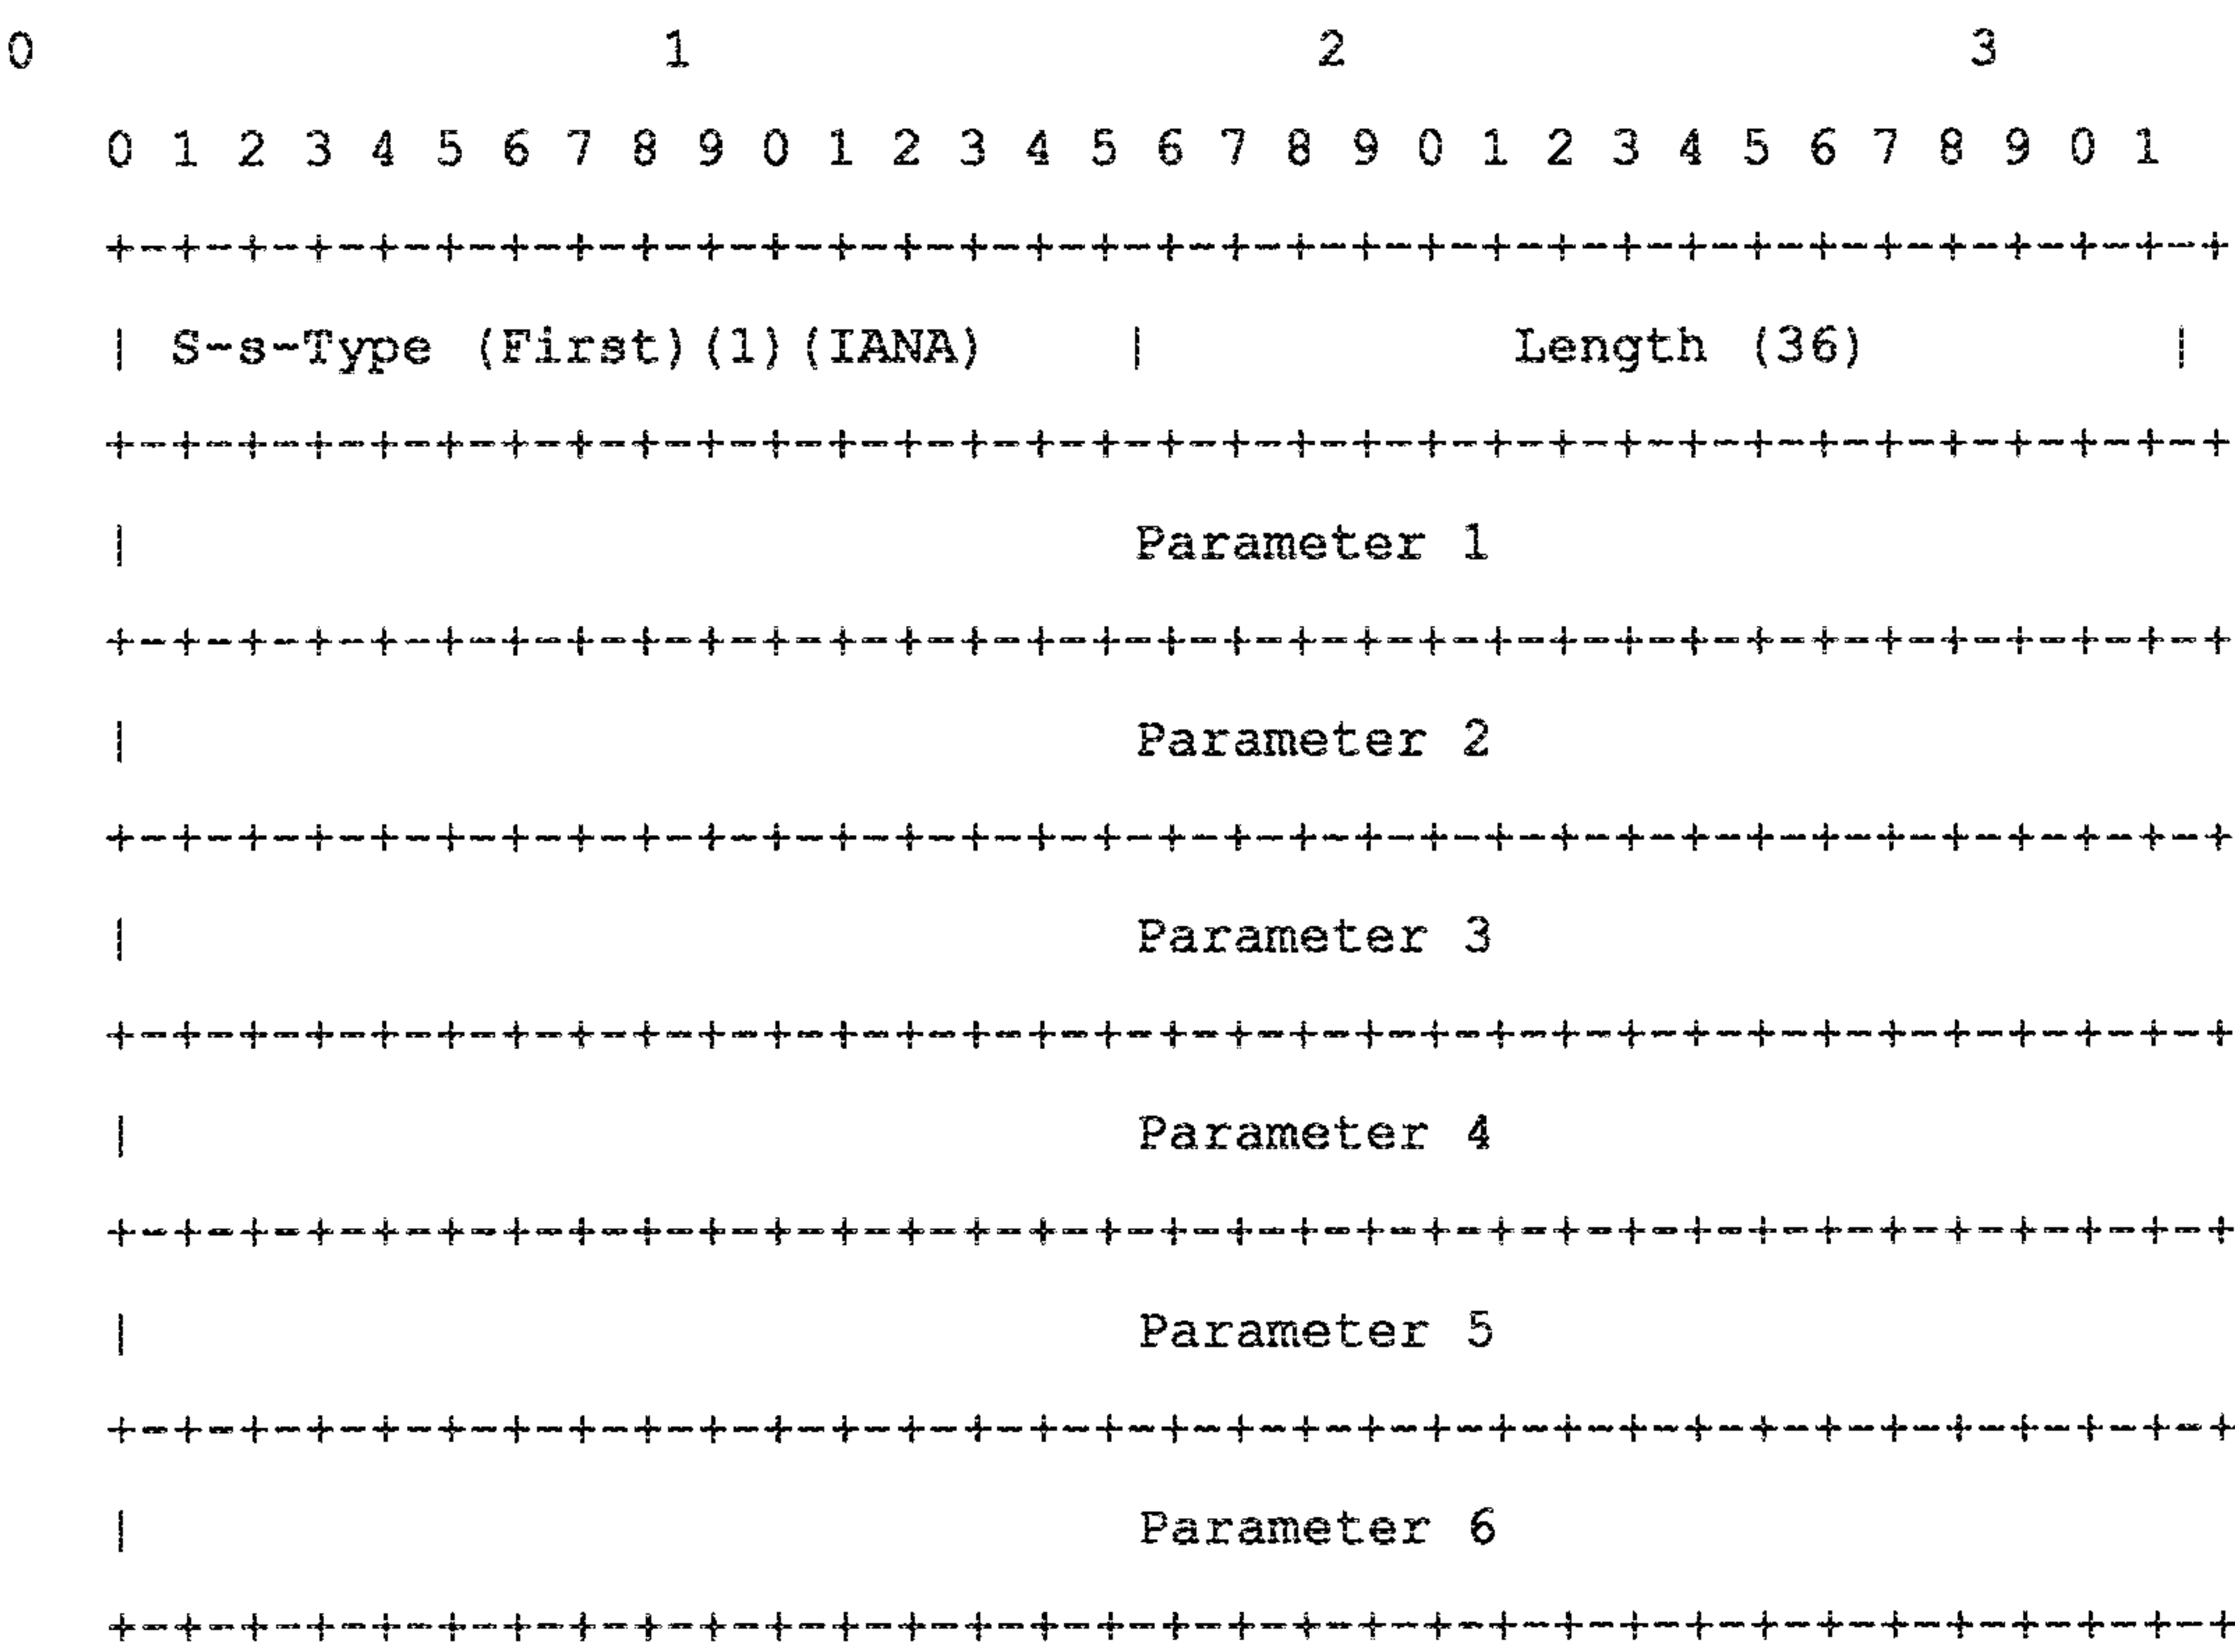 0                   1                   2                   3
0 1 2 3 4 5 6 7 8 9 0 1 2 3 4 5 6 7 8 9 0 1 2 3 4 5 6 7 8 9 0 1
+-+-+-+-+-+-+-+-+-+-+-+-+-+-+-+-+-+-+-+-+-+-+-+-+-+-+-+-+-+-+-+-+
| S-s-Type (First)(1)(IANA)    |           Length (36)         |
+-+-+-+-+-+-+-+-+-+-+-+-+-+-+-+-+-+-+-+-+-+-+-+-+-+-+-+-+-+-+-+-+
|                              Parameter 1
+-+-+-+-+-+-+-+-+-+-+-+-+-+-+-+-+-+-+-+-+-+-+-+-+-+-+-+-+-+-+-+-+
|                              Parameter 2
+-+-+-+-+-+-+-+-+-+-+-+-+-+-+-+-+-+-+-+-+-+-+-+-+-+-+-+-+-+-+-+-+
|                              Parameter 3
+-+-+-+-+-+-+-+-+-+-+-+-+-+-+-+-+-+-+-+-+-+-+-+-+-+-+-+-+-+-+-+-+
|                              Parameter 4
+-+-+-+-+-+-+-+-+-+-+-+-+-+-+-+-+-+-+-+-+-+-+-+-+-+-+-+-+-+-+-+-+
|                              Parameter 5
+-+-+-+-+-+-+-+-+-+-+-+-+-+-+-+-+-+-+-+-+-+-+-+-+-+-+-+-+-+-+-+-+
|                              Parameter 6
+-+-+-+-+-+-+-+-+-+-+-+-+-+-+-+-+-+-+-+-+-+-+-+-+-+-+-+-+-+-+-+-+